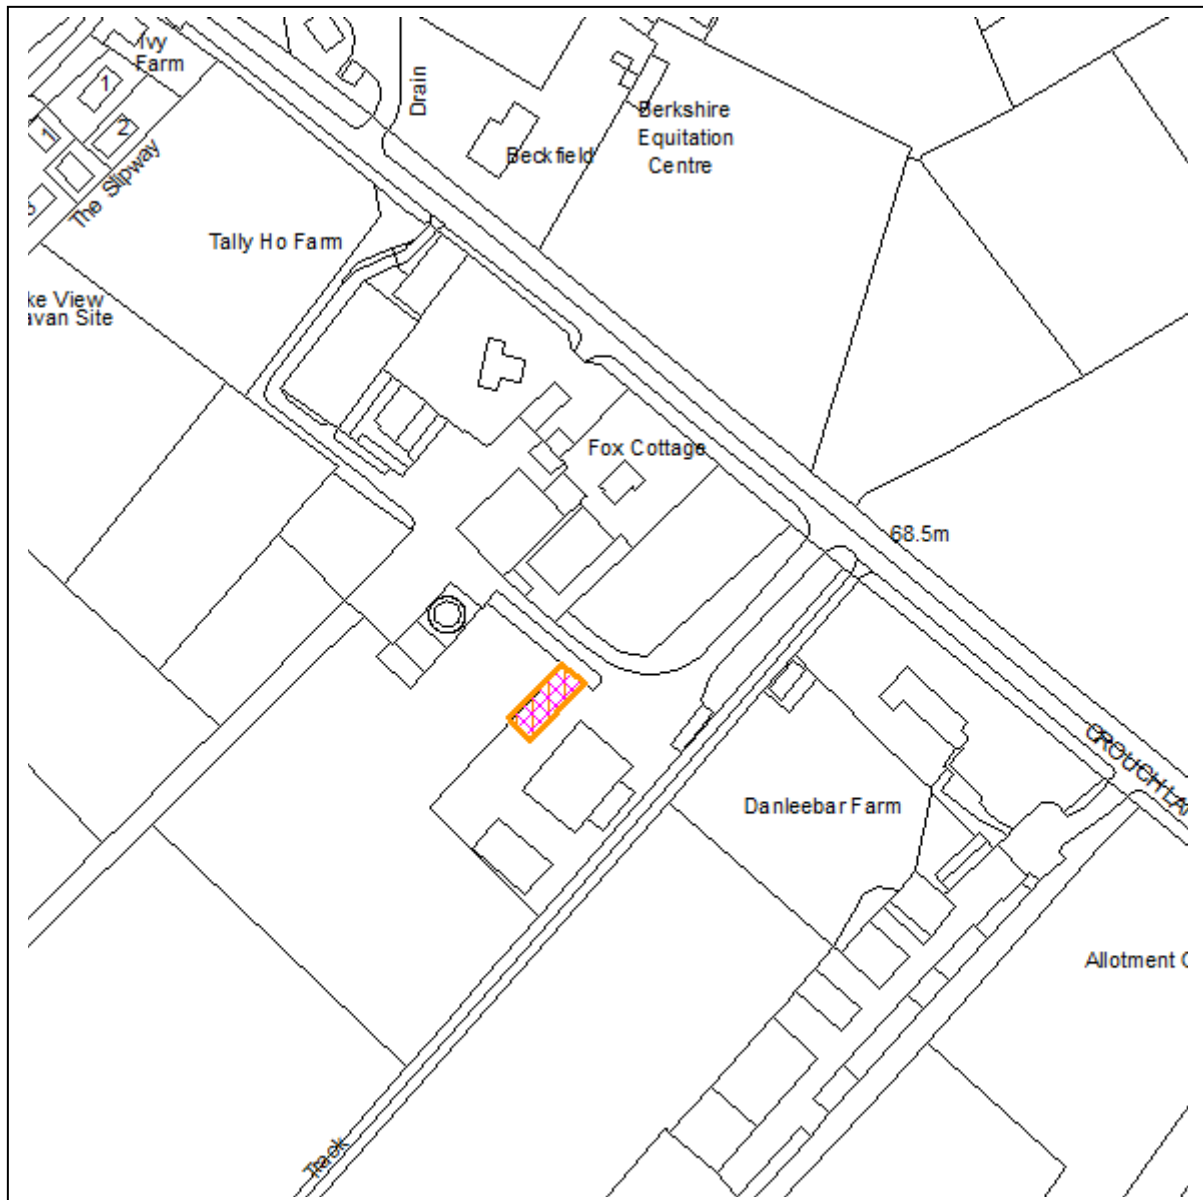 Ivy
Farm
1
2
1
3
The Slipway
Drain
Beckfield
Berkshire
Equitation
Centre
Tally Ho Farm
ke View
avan Site
Fox Cottage
68.5m
CROUCH LA
Danleebar Farm
Allotment G
Track